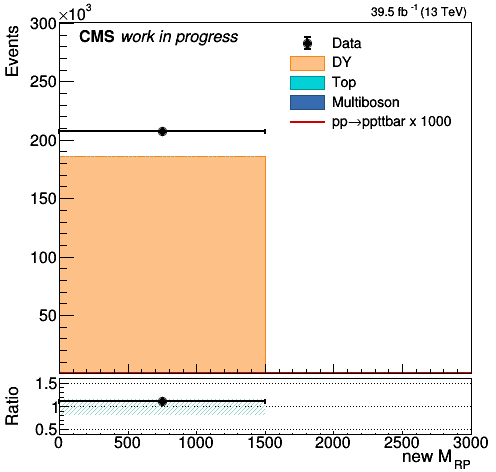 ×10³
39.5 fb⁻¹ (13 TeV)
CMS work in progress
Events
300
250
200
150
100
50
Data
DY
Top
Multiboson
pp→ppttbar x 1000
Ratio
1.5
1
0.5
0 500 1000 1500 2000 2500 3000
new M_RP